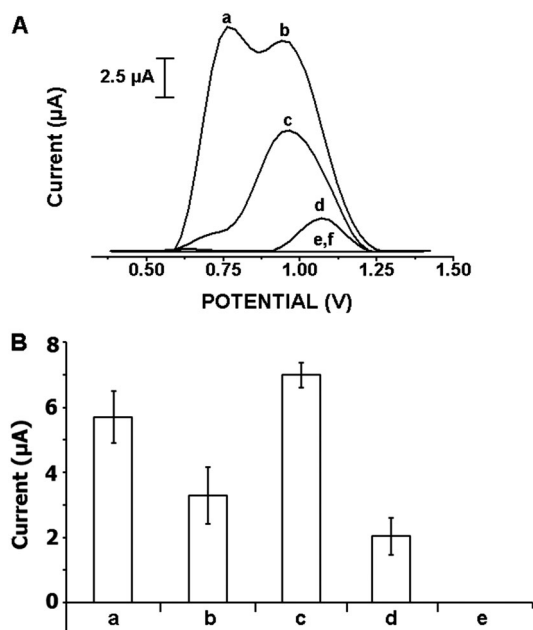 A
a b
2.5 µA
c
d
e,f
Current (µA)
0.50 0.75 1.00 1.25 1.50
POTENTIAL (V)
B
8
6
4
2
0
Current (µA)
a b c d e